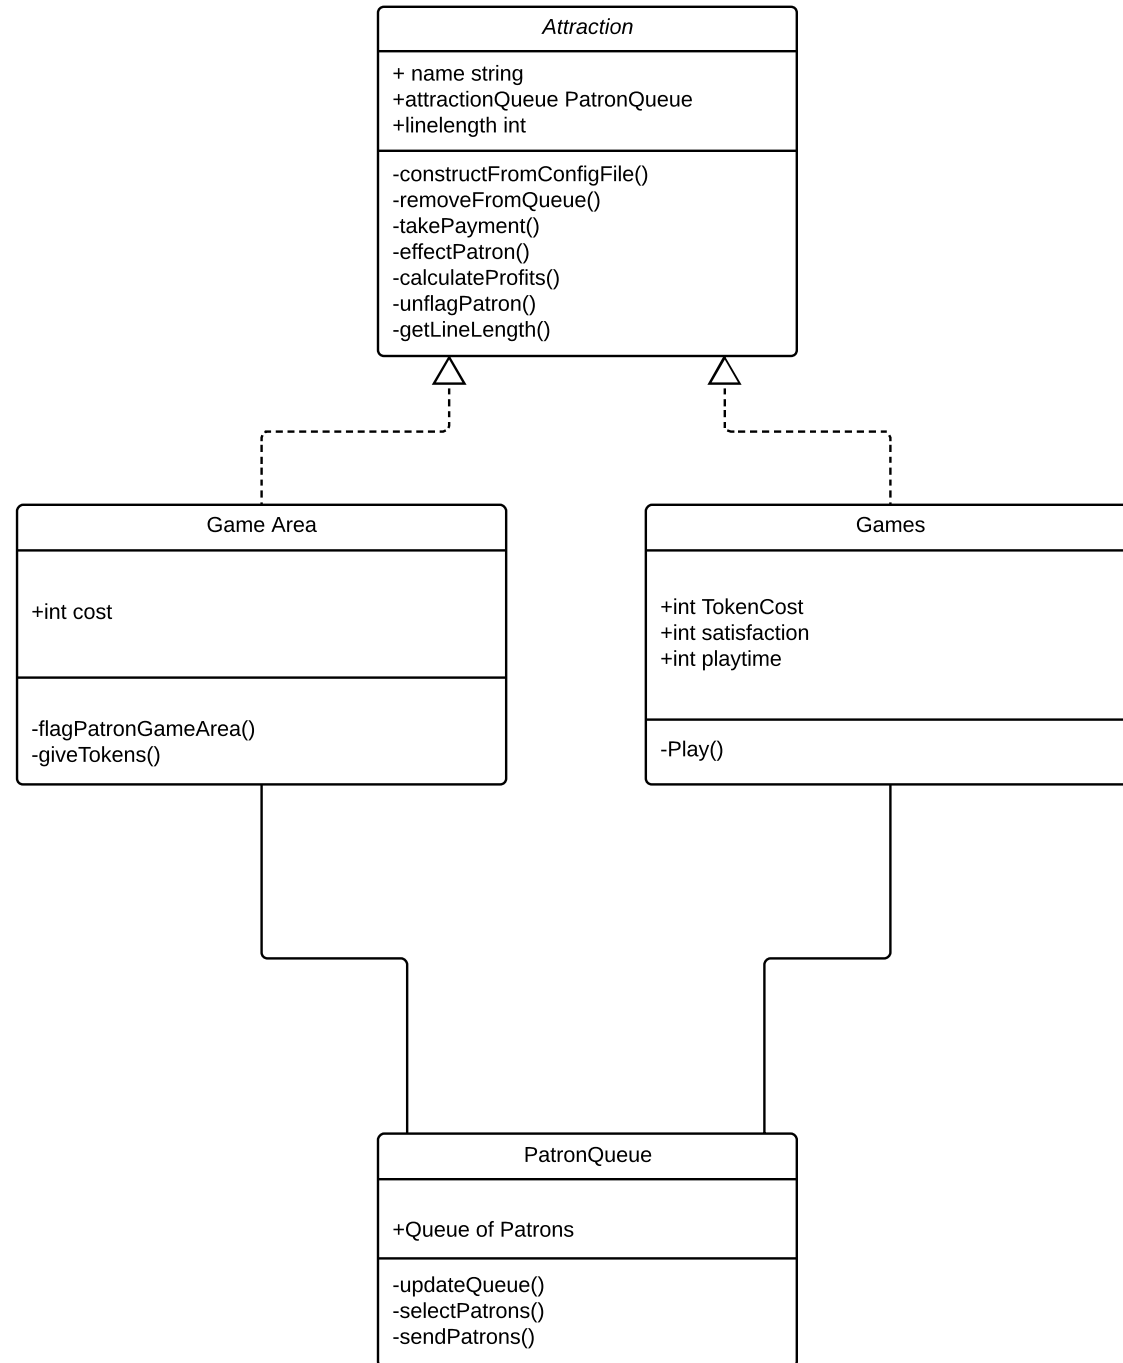 Attraction
+ name string
+attractionQueue PatronQueue
+linelength int
-constructFromConfigFile()
-removeFromQueue()
-takePayment()
-effectPatron()
-calculateProfits()
-unflagPatron()
-getLineLength()
Game Area
+int cost
-flagPatronGameArea()
-giveTokens()
Games
+int TokenCost
+int satisfaction
+int playtime
-Play()
PatronQueue
+Queue of Patrons
-updateQueue()
-selectPatrons()
-sendPatrons()